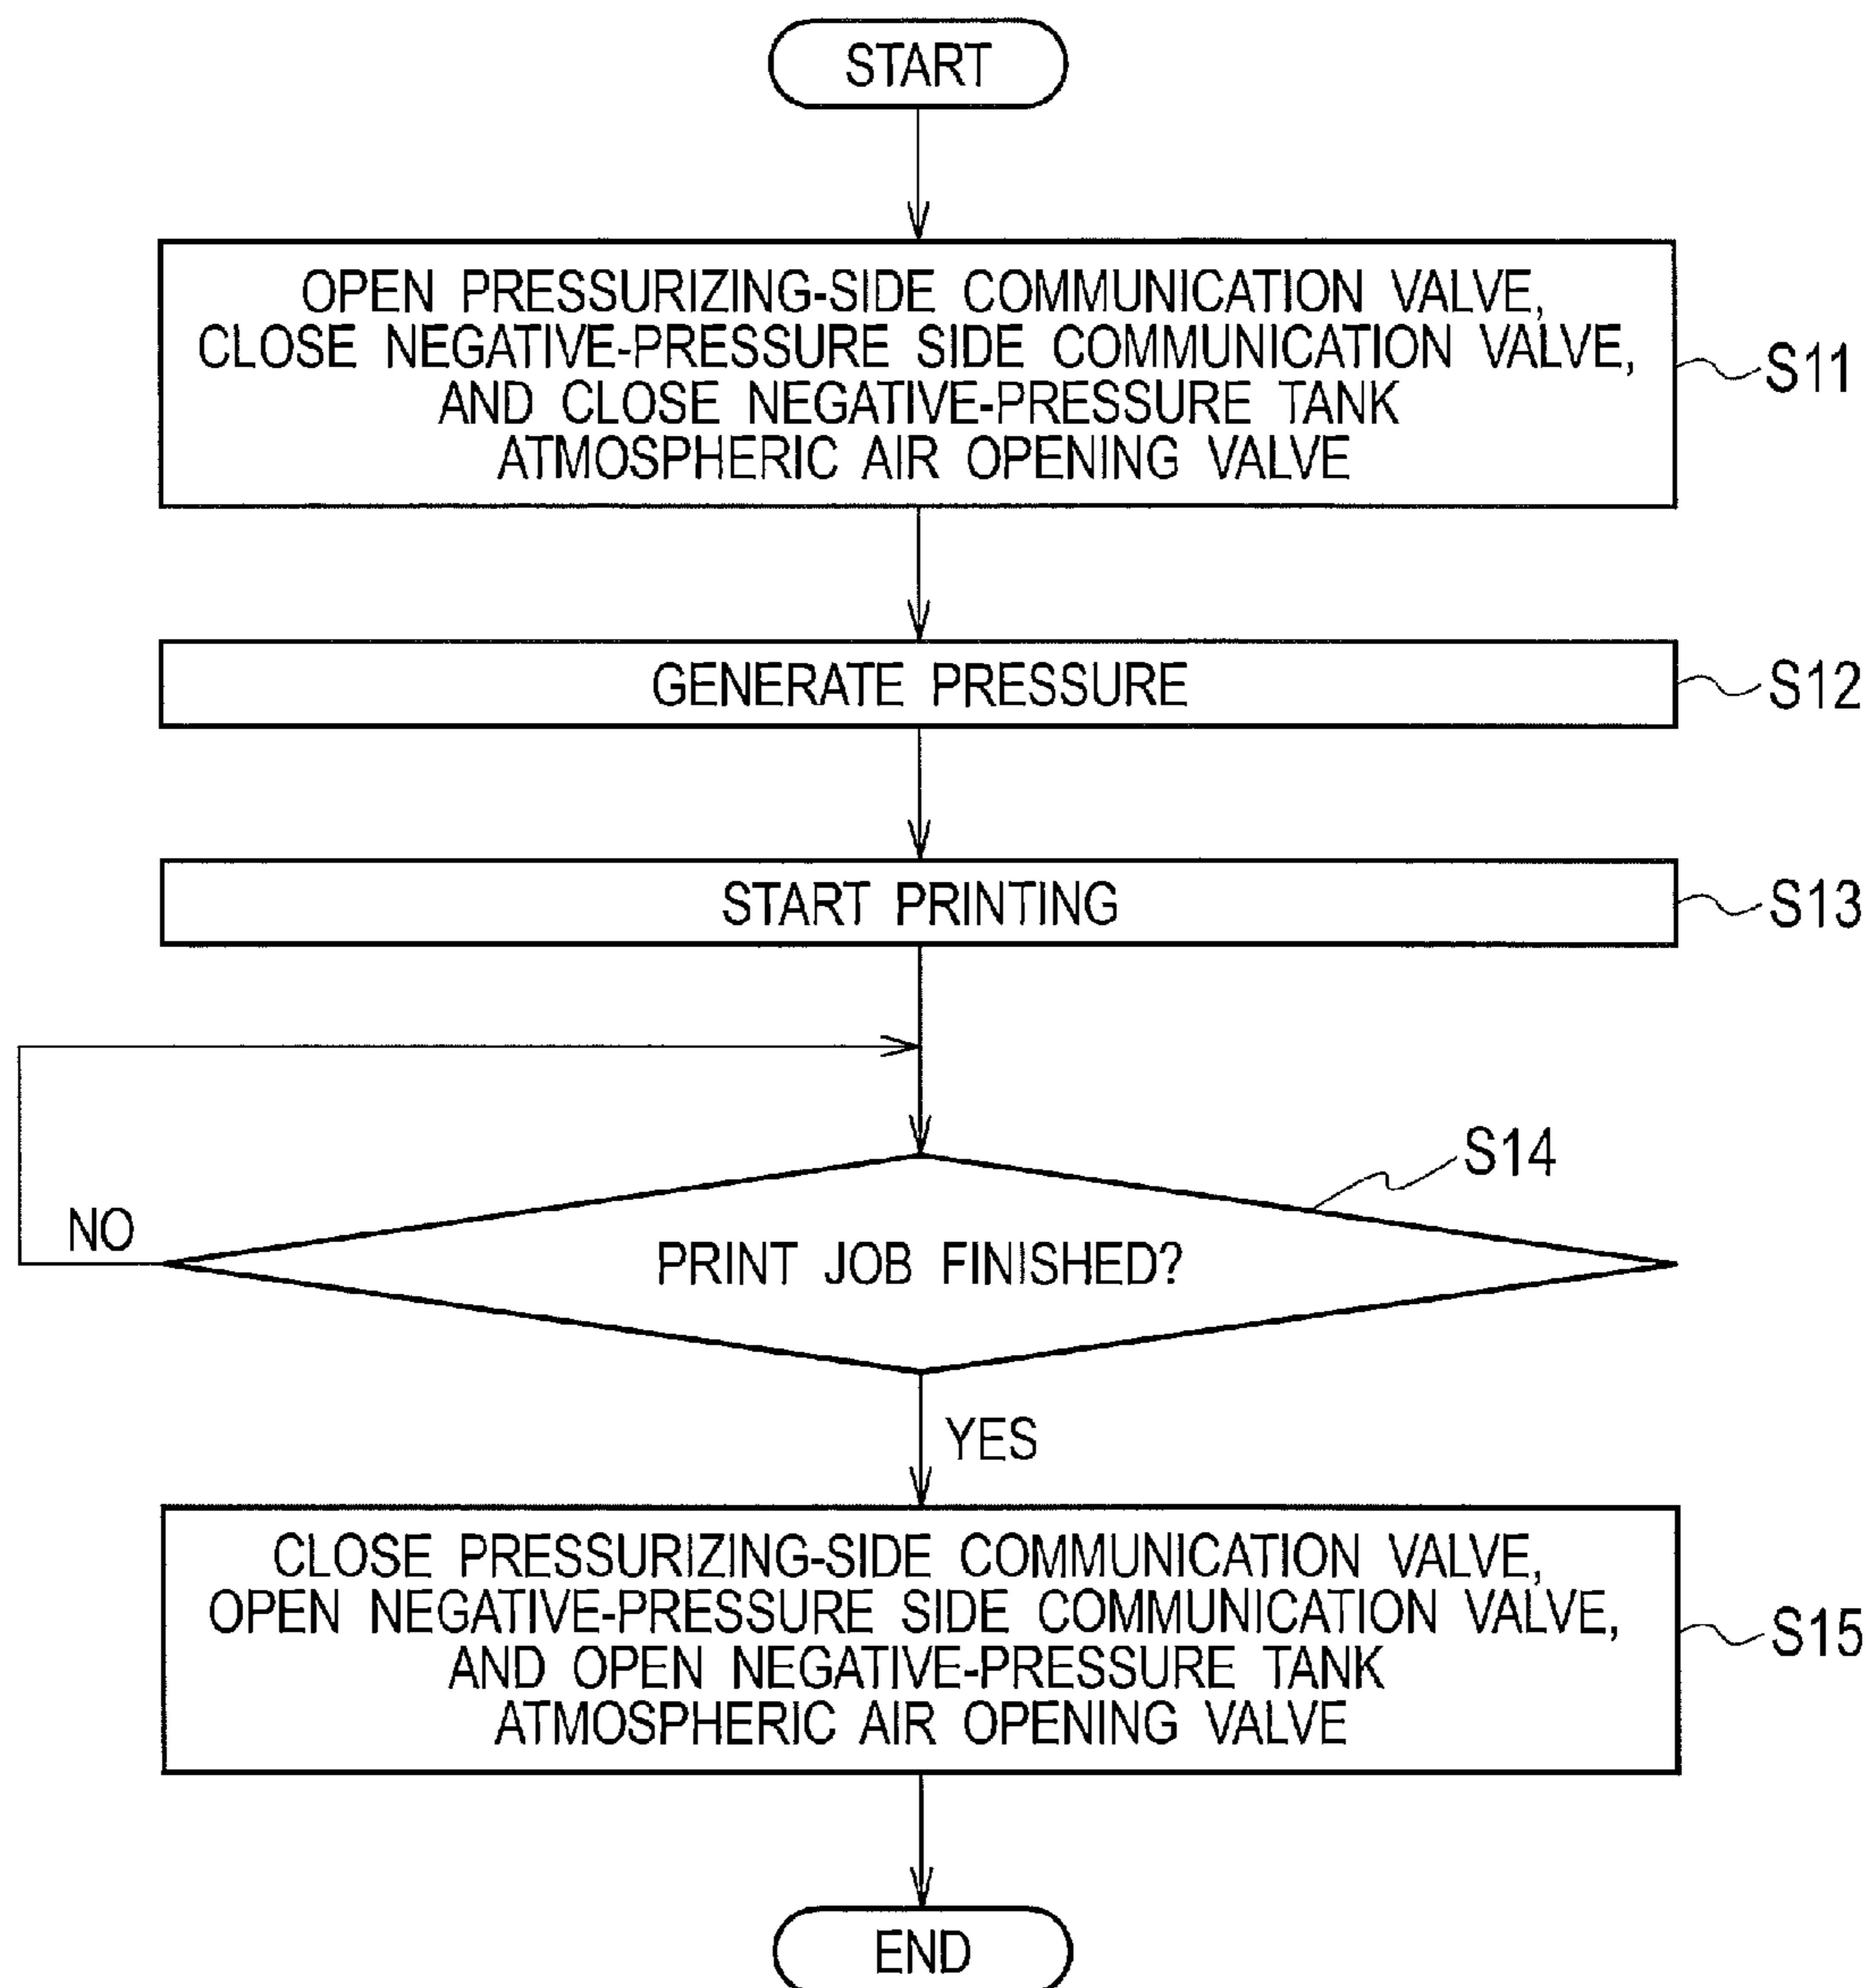 START
OPEN PRESSURIZING-SIDE COMMUNICATION VALVE,
CLOSE NEGATIVE-PRESSURE SIDE COMMUNICATION VALVE,
AND CLOSE NEGATIVE-PRESSURE TANK
ATMOSPHERIC AIR OPENING VALVE
S11
GENERATE PRESSURE
S12
START PRINTING
S13
S14
NO
PRINT JOB FINISHED?
YES
CLOSE PRESSURIZING-SIDE COMMUNICATION VALVE,
OPEN NEGATIVE-PRESSURE SIDE COMMUNICATION VALVE,
AND OPEN NEGATIVE-PRESSURE TANK
ATMOSPHERIC AIR OPENING VALVE
S15
END